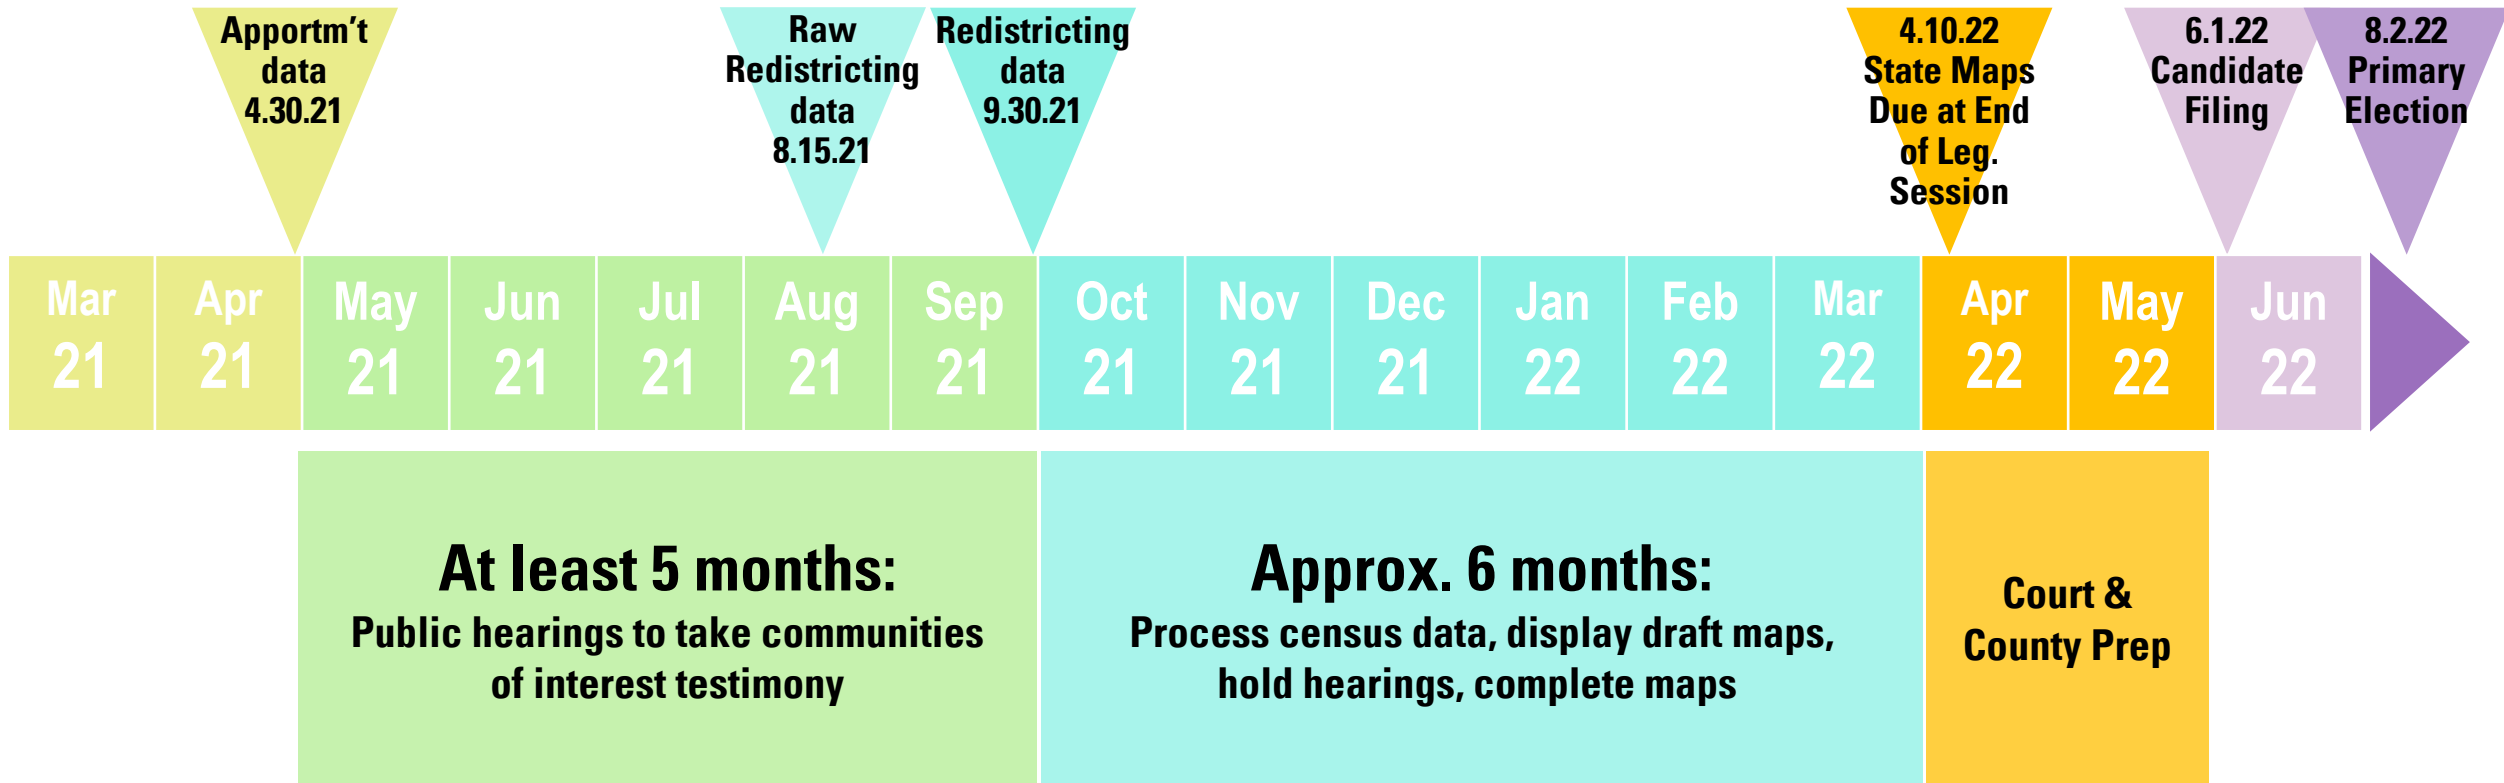 Apportm't
data
4.30.21
Raw
Redistricting
data
8.15.21
Redistricting
data
9.30.21
4.10.22
State Maps
Due at End
of Leg.
Session
6.1.22
Candidate
Filing
8.2.22
Primary
Election
Mar
21
Apr
21
May
21
Jun
21
Jul
21
Aug
21
Sep
21
Oct
21
Nov
21
Dec
21
Jan
22
Feb
22
Mar
22
Apr
22
May
22
Jun
22
At least 5 months:
Public hearings to take communities
of interest testimony
Approx. 6 months:
Process census data, display draft maps,
hold hearings, complete maps
Court &
County Prep